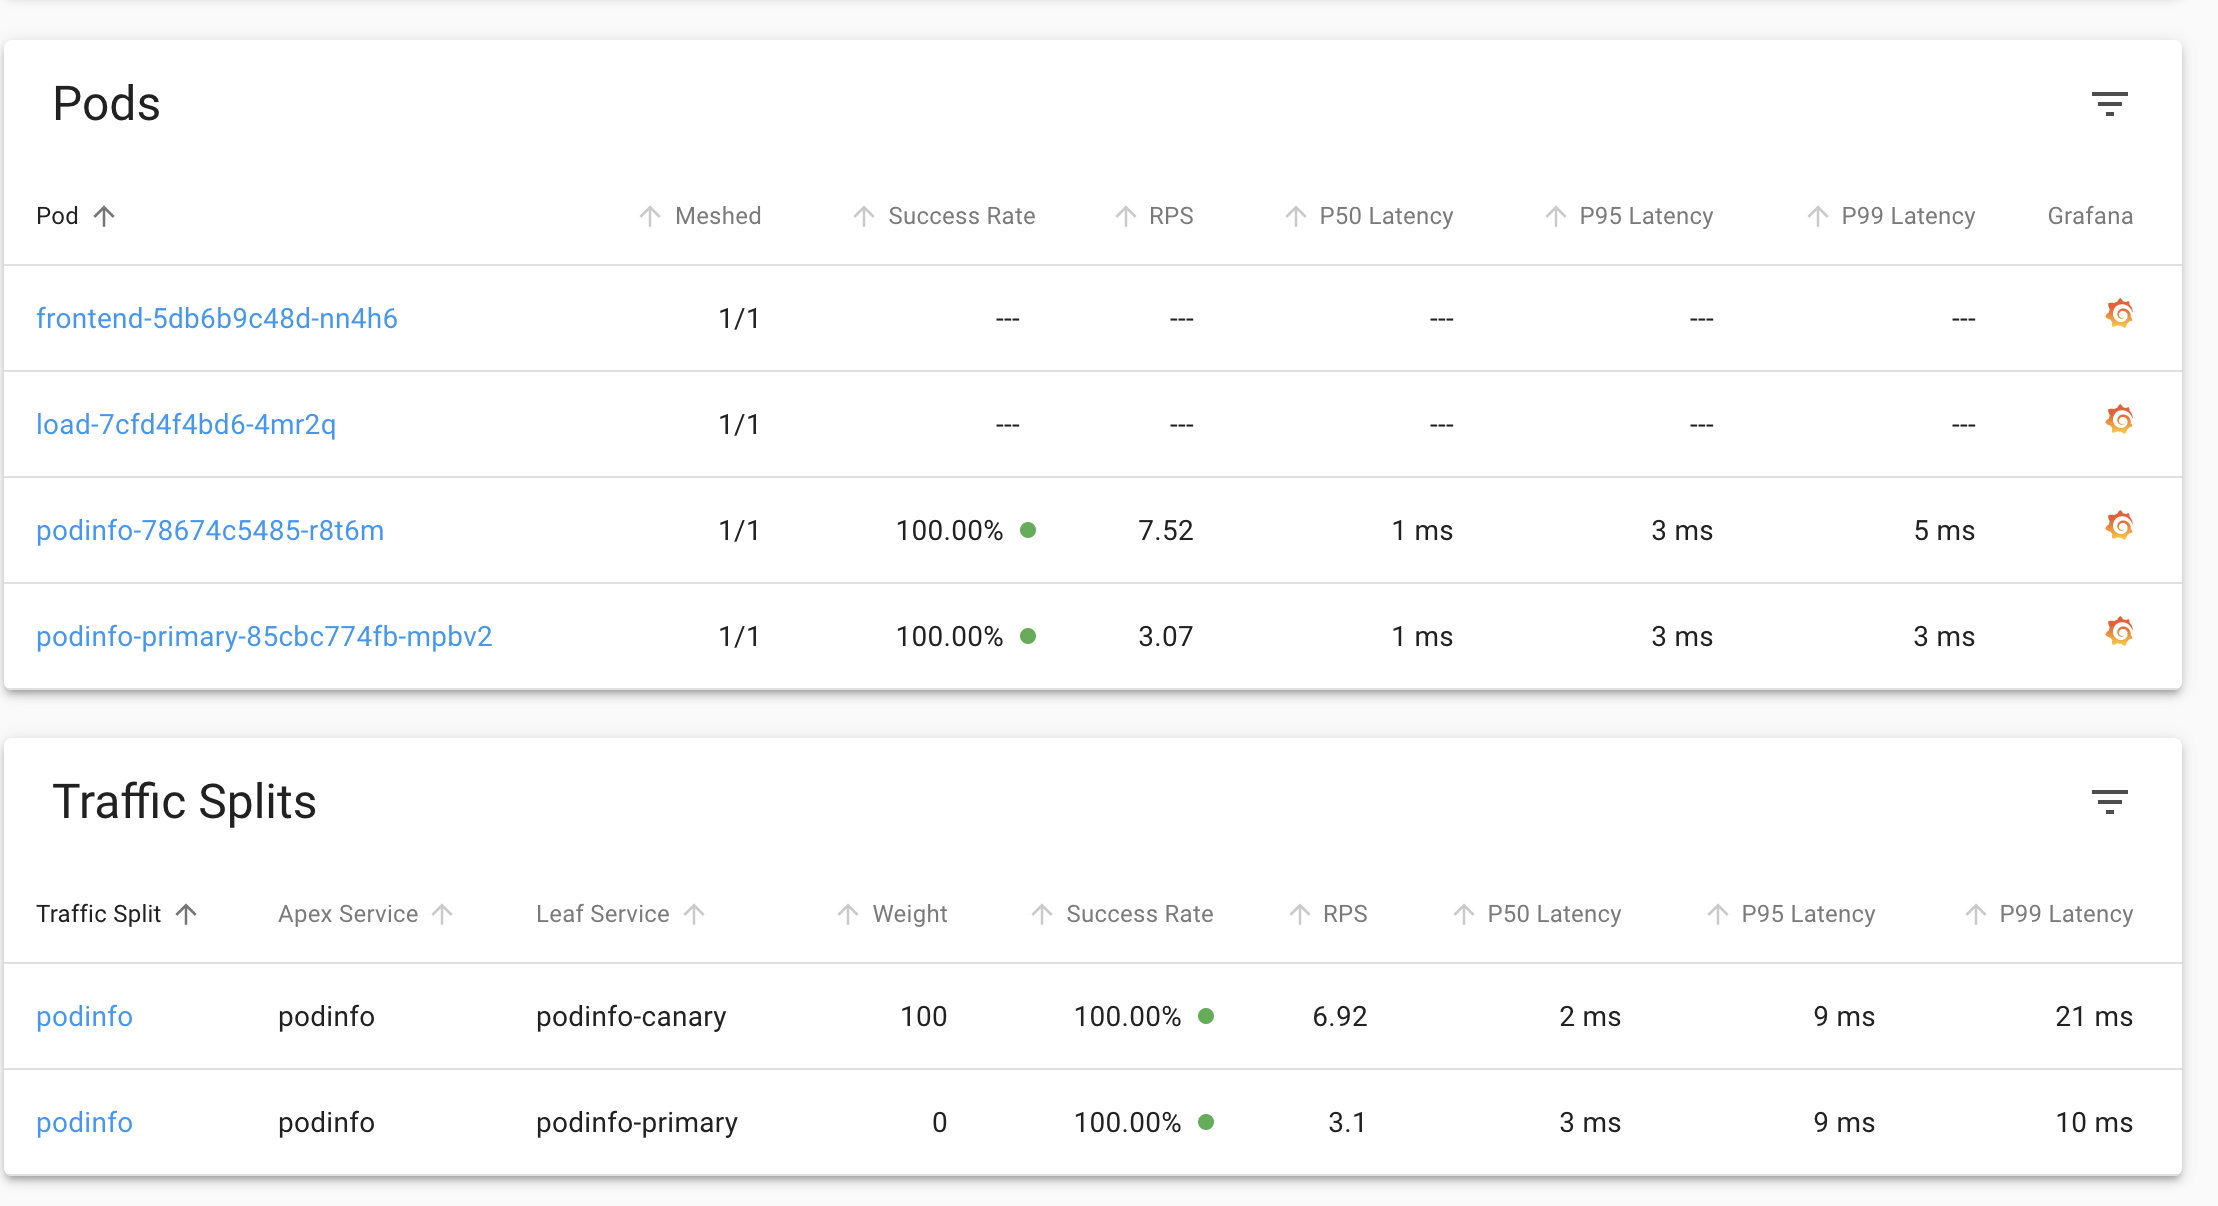 Pods
Pod Meshed Success Rate RPS P50 Latency P95 Latency P99 Latency Grafana
frontend-5db6b9c48d-nn4h6 1/1 --- --- --- --- ---
load-7cfd4f4bd6-4mr2q 1/1 --- --- --- --- ---
podinfo-78674c5485-r8t6m 1/1 100.00% 7.52 1 ms 3 ms 5 ms
podinfo-primary-85cbc774fb-mpbv2 1/1 100.00% 3.07 1 ms 3 ms 3 ms
Traffic Splits
Traffic Split Apex Service Leaf Service Weight Success Rate RPS P50 Latency P95 Latency P99 Latency
podinfo podinfo podinfo-canary 100 100.00% 6.92 2 ms 9 ms 21 ms
podinfo podinfo podinfo-primary 0 100.00% 3.1 3 ms 9 ms 10 ms